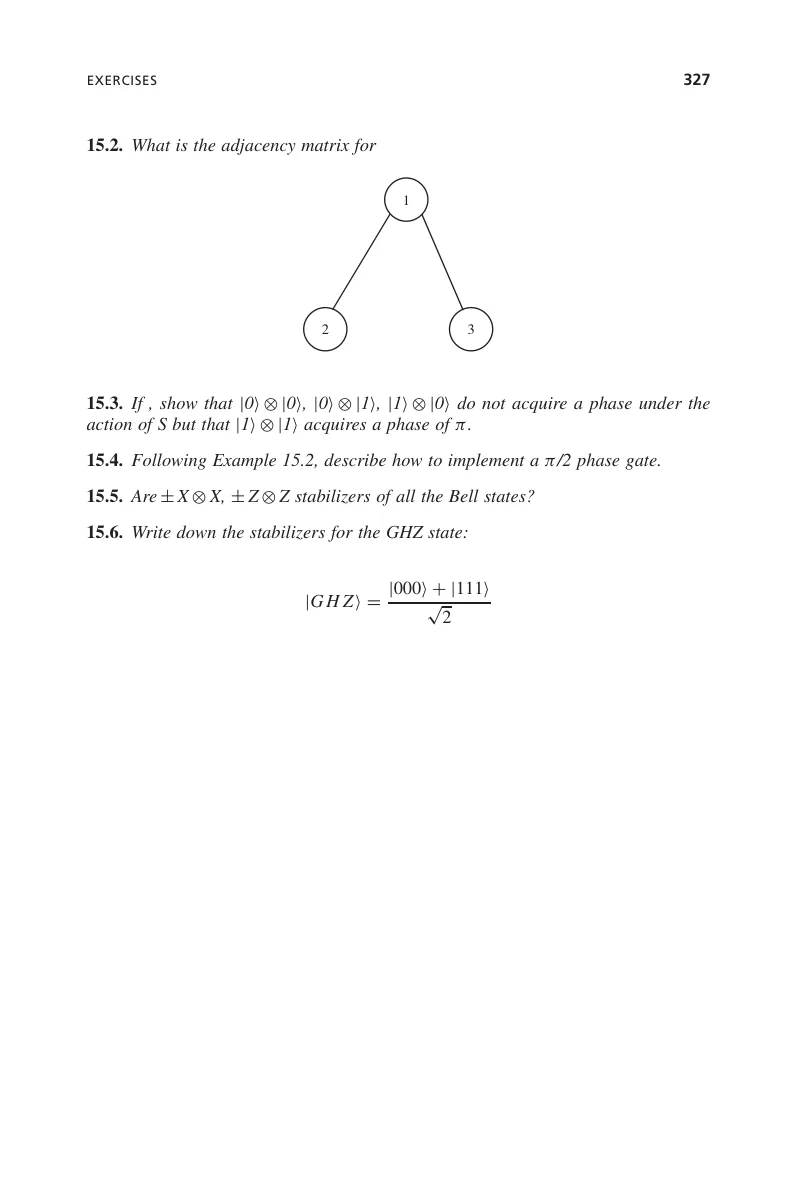 EXERCISES 327
15.2. What is the adjacency matrix for
1
2 3
15.3. If , show that |0⟩ ⊗ |0⟩, |0⟩ ⊗ |1⟩, |1⟩ ⊗ |0⟩ do not acquire a phase under the
action of S but that |1⟩ ⊗ |1⟩ acquires a phase of π.
15.4. Following Example 15.2, describe how to implement a π/2 phase gate.
15.5. Are ± X ⊗ X, ± Z ⊗ Z stabilizers of all the Bell states?
15.6. Write down the stabilizers for the GHZ state:
|GHZ⟩ = |000⟩ + |111⟩
√2